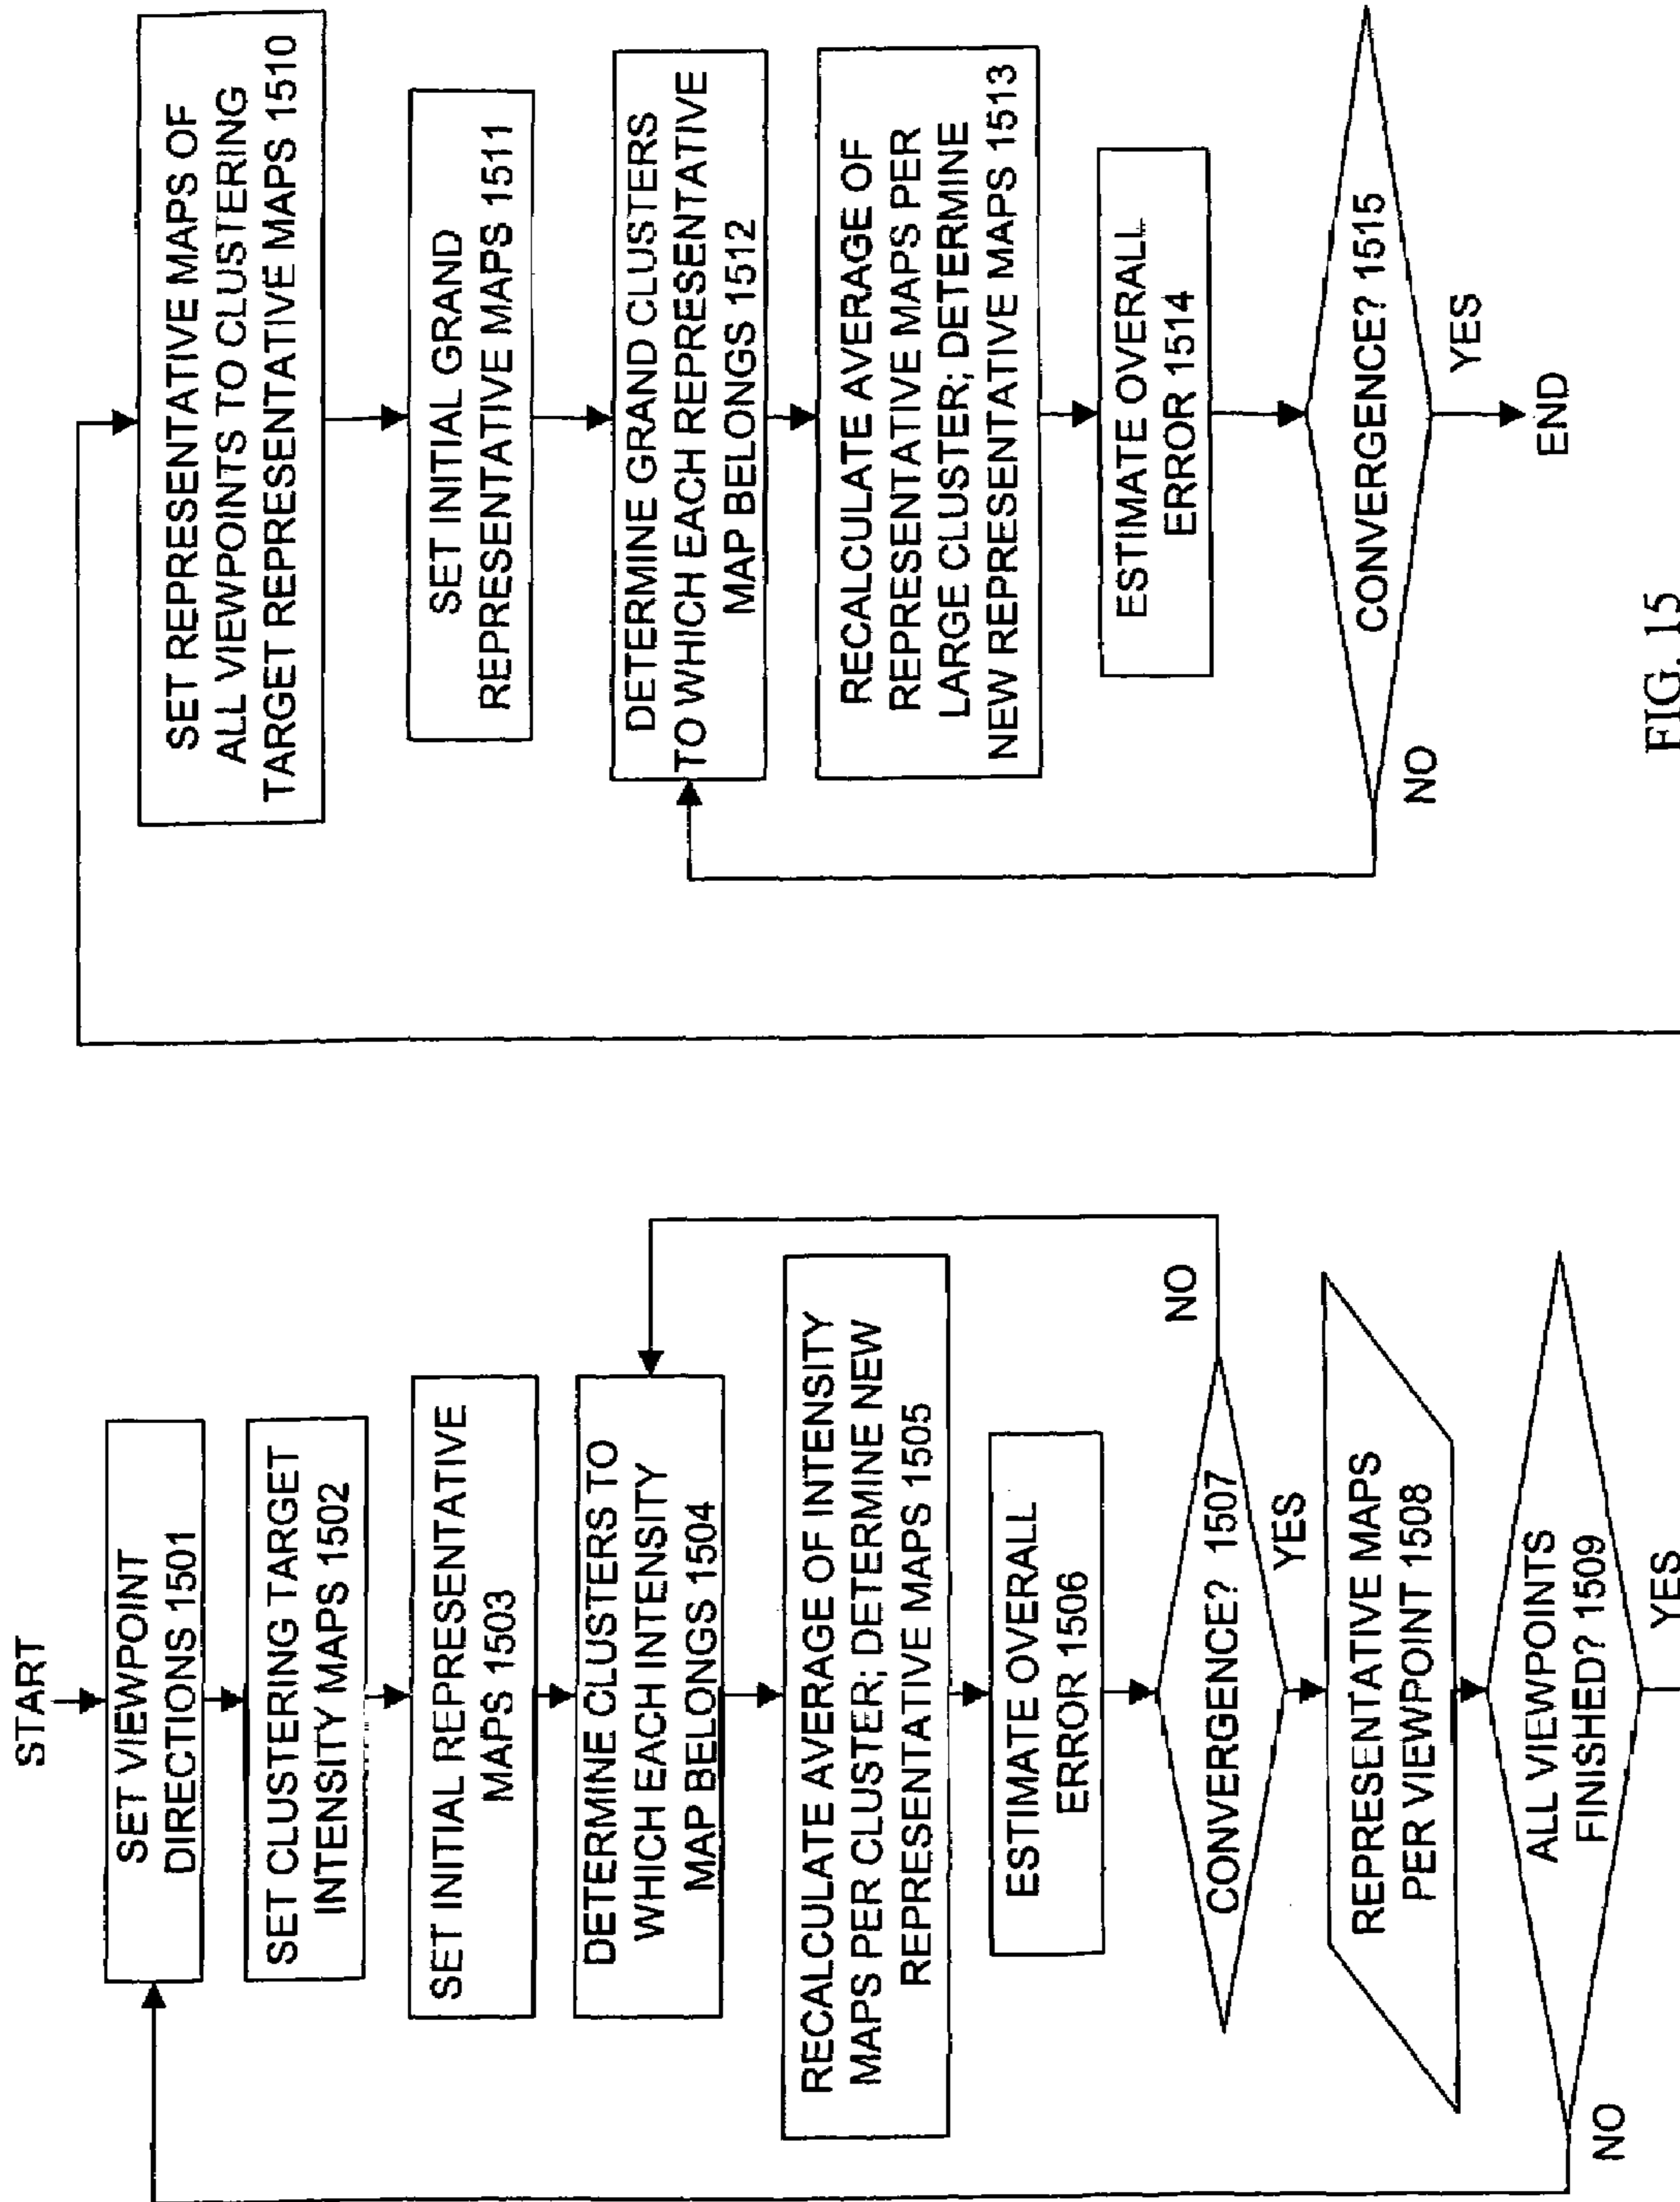 START
SET VIEWPOINT
DIRECTIONS 1501
SET CLUSTERING TARGET
INTENSITY MAPS 1502
SET INITIAL REPRESENTATIVE
MAPS 1503
DETERMINE CLUSTERS TO
WHICH EACH INTENSITY
MAP BELONGS 1504
RECALCULATE AVERAGE OF INTENSITY
MAPS PER CLUSTER; DETERMINE NEW
REPRESENTATIVE MAPS 1505
ESTIMATE OVERALL
ERROR 1506
CONVERGENCE? 1507
NO
YES
REPRESENTATIVE MAPS
PER VIEWPOINT 1508
ALL VIEWPOINTS
FINISHED? 1509
NO
YES
SET REPRESENTATIVE MAPS OF
ALL VIEWPOINTS TO CLUSTERING
TARGET REPRESENTATIVE MAPS 1510
SET INITIAL GRAND
REPRESENTATIVE MAPS 1511
DETERMINE GRAND CLUSTERS
TO WHICH EACH REPRESENTATIVE
MAP BELONGS 1512
RECALCULATE AVERAGE OF
REPRESENTATIVE MAPS PER
LARGE CLUSTER; DETERMINE
NEW REPRESENTATIVE MAPS 1513
ESTIMATE OVERALL
ERROR 1514
CONVERGENCE? 1515
NO
YES
END
FIG. 15